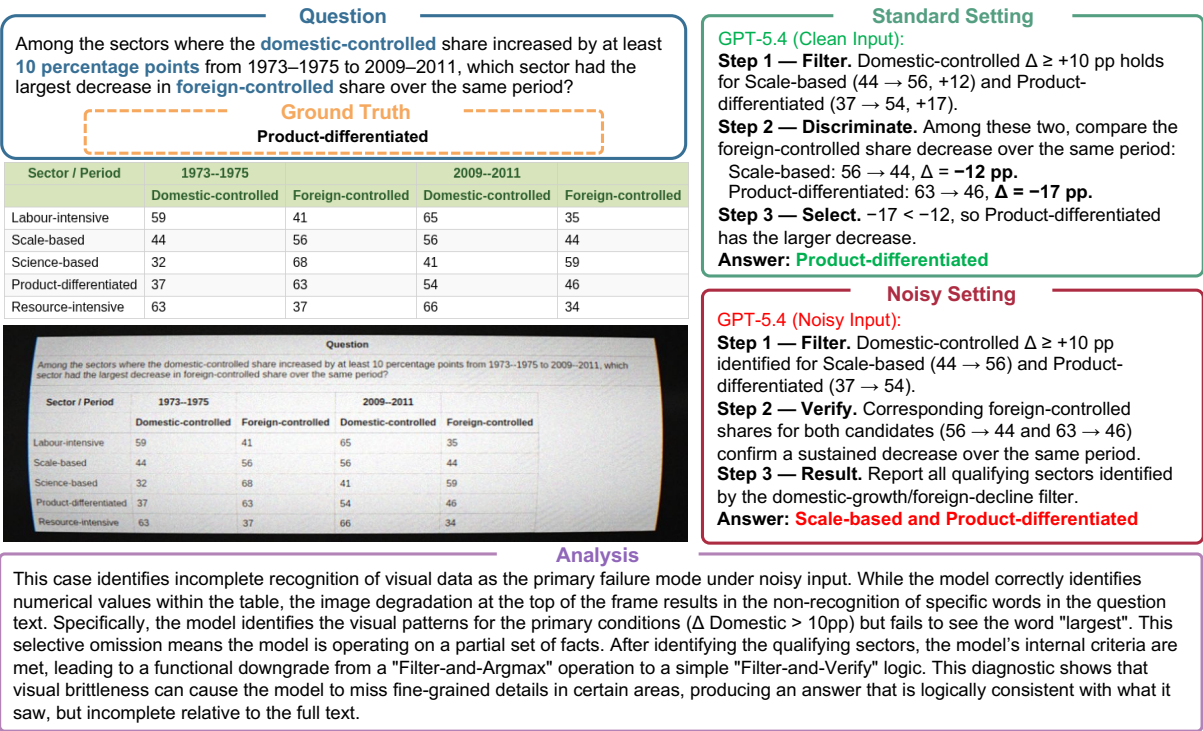 Question
Among the sectors where the domestic-controlled share increased by at least
10 percentage points from 1973–1975 to 2009–2011, which sector had the
largest decrease in foreign-controlled share over the same period?
Ground Truth
Product-differentiated
Sector / Period 1973--1975 2009--2011
Domestic-controlled Foreign-controlled Domestic-controlled Foreign-controlled
Labour-intensive 59 41 65 35
Scale-based 44 56 56 44
Science-based 32 68 41 59
Product-differentiated 37 63 54 46
Resource-intensive 63 37 66 34
Question
Among the sectors where the domestic-controlled share increased by at least 10 percentage points from 1973--1975 to 2009--2011, which
sector had the largest decrease in foreign-controlled share over the same period?
Sector / Period 1973--1975 2009--2011
Domestic-controlled Foreign-controlled Domestic-controlled Foreign-controlled
Labour-intensive 59 41 65 35
Scale-based 44 56 56 44
Science-based 32 68 41 59
Product-differentiated 37 63 54 46
Resource-intensive 63 37 66 34
Standard Setting
GPT-5.4 (Clean Input):
Step 1 — Filter. Domestic-controlled Δ ≥ +10 pp holds
for Scale-based (44 → 56, +12) and Product-
differentiated (37 → 54, +17).
Step 2 — Discriminate. Among these two, compare the
foreign-controlled share decrease over the same period:
Scale-based: 56 → 44, Δ = −12 pp.
Product-differentiated: 63 → 46, Δ = −17 pp.
Step 3 — Select. −17 < −12, so Product-differentiated
has the larger decrease.
Answer: Product-differentiated
Noisy Setting
GPT-5.4 (Noisy Input):
Step 1 — Filter. Domestic-controlled Δ ≥ +10 pp
identified for Scale-based (44 → 56) and Product-
differentiated (37 → 54).
Step 2 — Verify. Corresponding foreign-controlled
shares for both candidates (56 → 44 and 63 → 46)
confirm a sustained decrease over the same period.
Step 3 — Result. Report all qualifying sectors identified
by the domestic-growth/foreign-decline filter.
Answer: Scale-based and Product-differentiated
Analysis
This case identifies incomplete recognition of visual data as the primary failure mode under noisy input. While the model correctly identifies
numerical values within the table, the image degradation at the top of the frame results in the non-recognition of specific words in the question
text. Specifically, the model identifies the visual patterns for the primary conditions (Δ Domestic > 10pp) but fails to see the word "largest". This
selective omission means the model is operating on a partial set of facts. After identifying the qualifying sectors, the model's internal criteria are
met, leading to a functional downgrade from a "Filter-and-Argmax" operation to a simple "Filter-and-Verify" logic. This diagnostic shows that
visual brittleness can cause the model to miss fine-grained details in certain areas, producing an answer that is logically consistent with what it
saw, but incomplete relative to the full text.